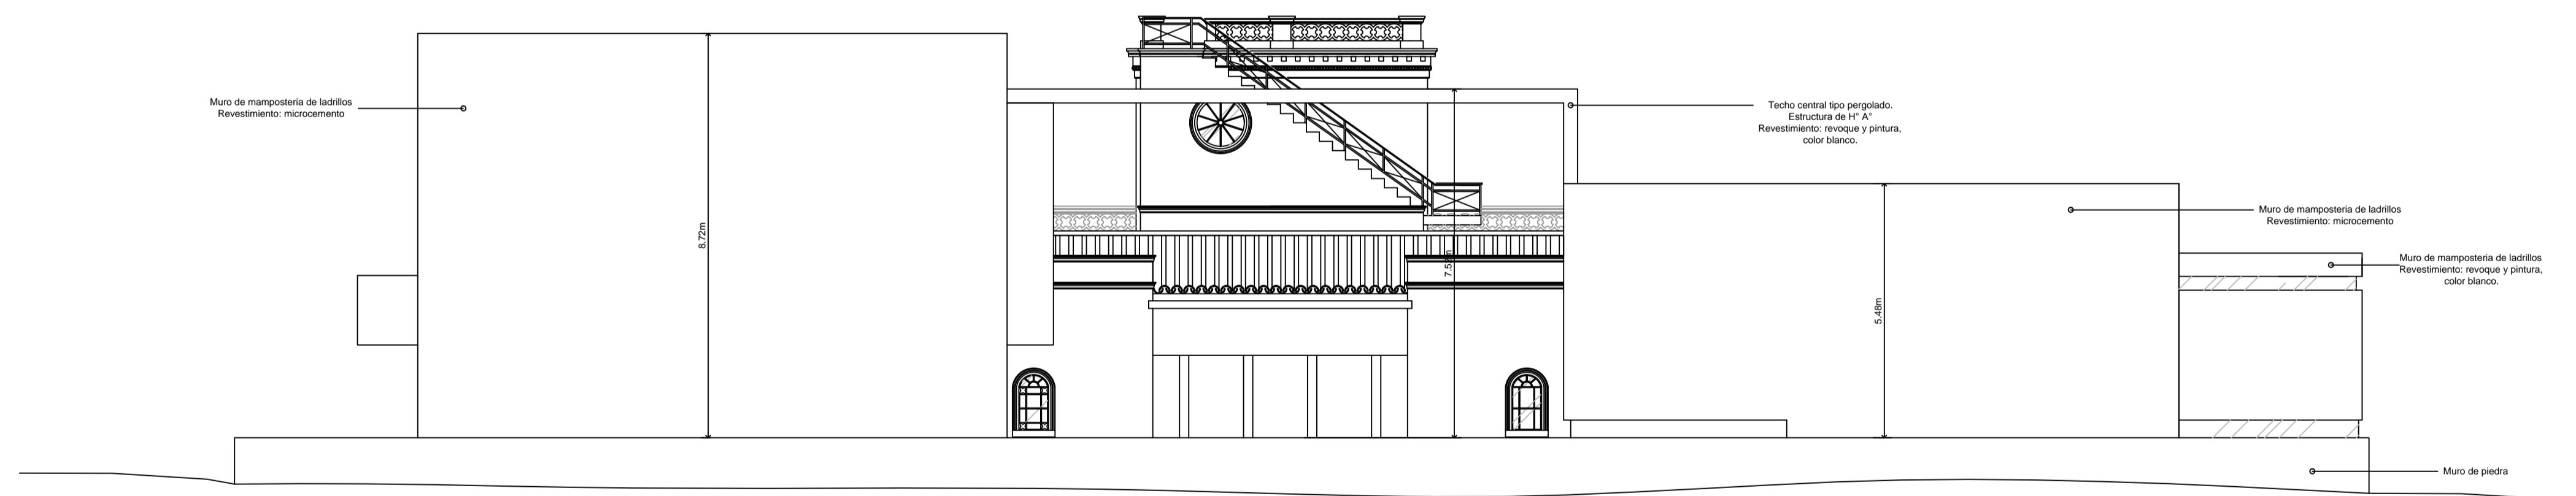 Muro de mamposteria de ladrillos
Revestimiento: microcemento
Techo central tipo pergolado.
Estructura de H° A°
Revestimiento: revoque y pintura,
color blanco.
Muro de mamposteria de ladrillos
Revestimiento: microcemento
8.72m
Muro de mamposteria de ladrillos
Revestimiento: revoque y pintura,
color blanco.
5.48m
Muro de piedra